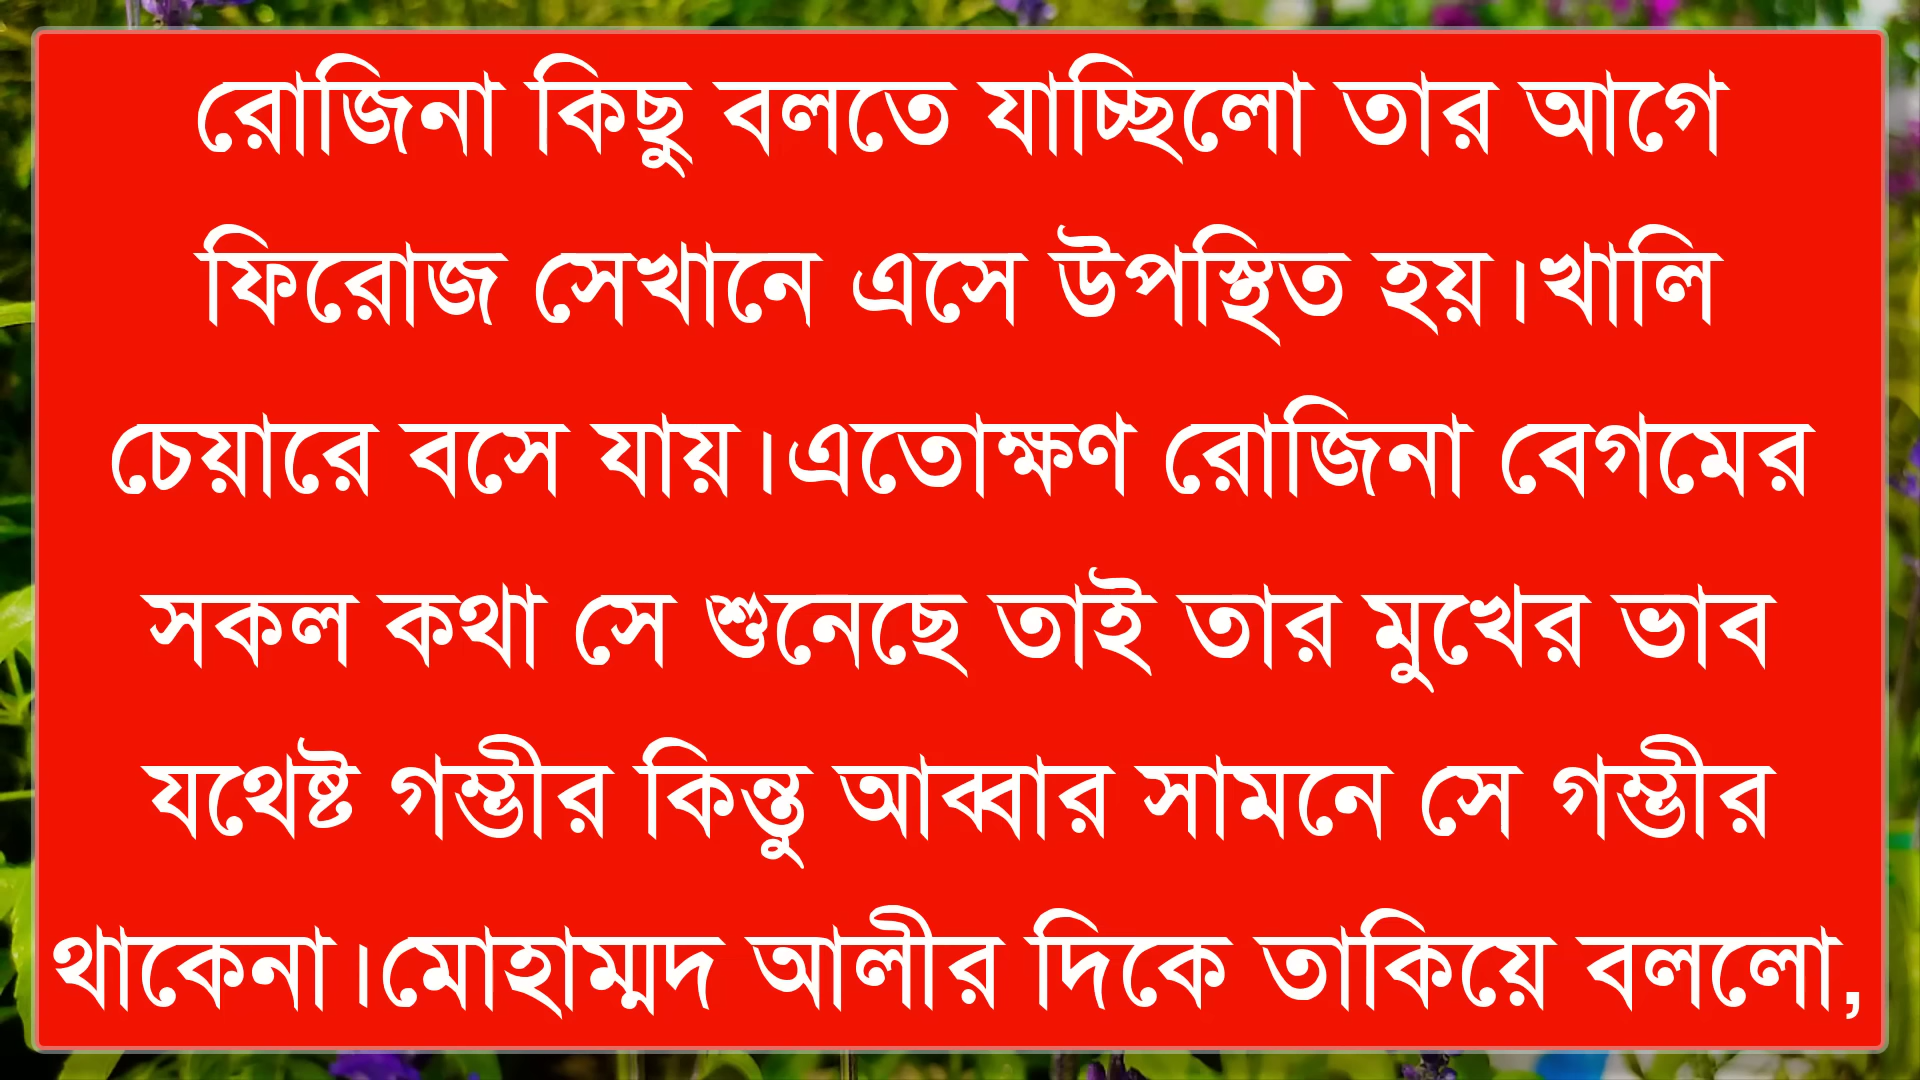 রোজিনা কিছু বলতে যাচ্ছিলো তার আগে
ফিরোজ সেখানে এসে উপস্থিত হয়।খালি
চেয়ারে বসে যায়।এতোক্ষণ রোজিনা বেগমের
সকল কথা সে শুনেছে তাই তার মুখের ভাব
যথেষ্ট গম্ভীর কিন্তু আব্বার সামনে সে গম্ভীর
থাকেনা।মোহাম্মদ আলীর দিকে তাকিয়ে বললো,